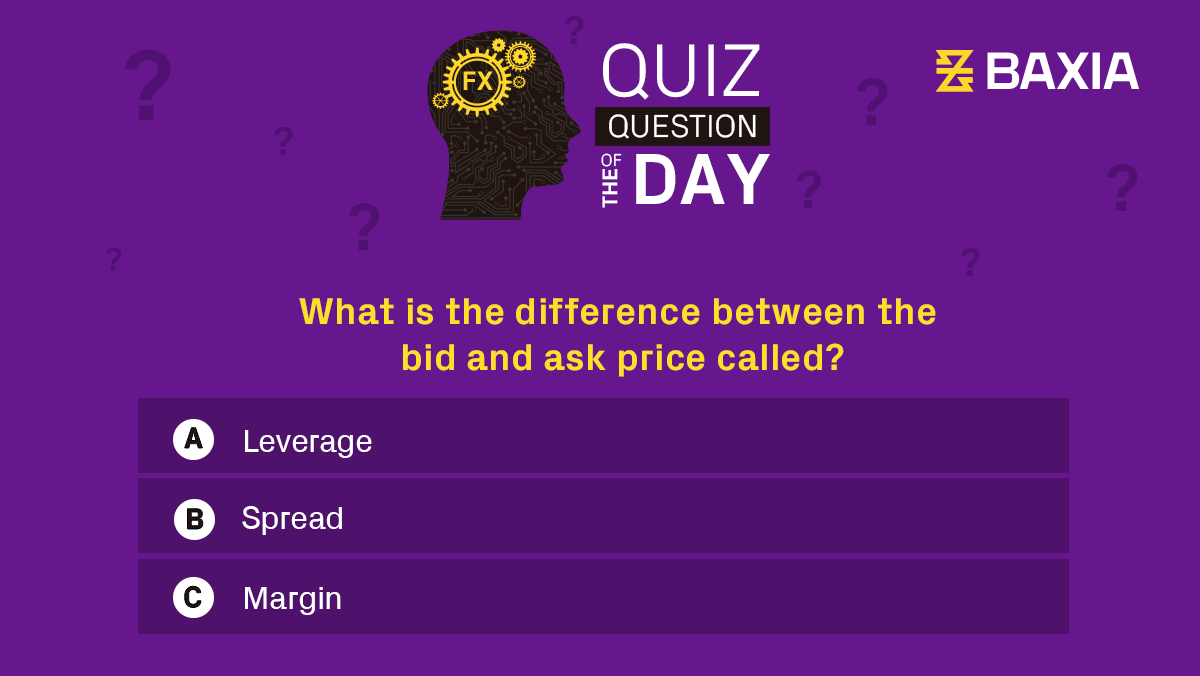 FX
QUIZ
QUESTION
OF THE DAY
BAXIA
What is the difference between the
bid and ask price called?
A Leverage
B Spread
C Margin